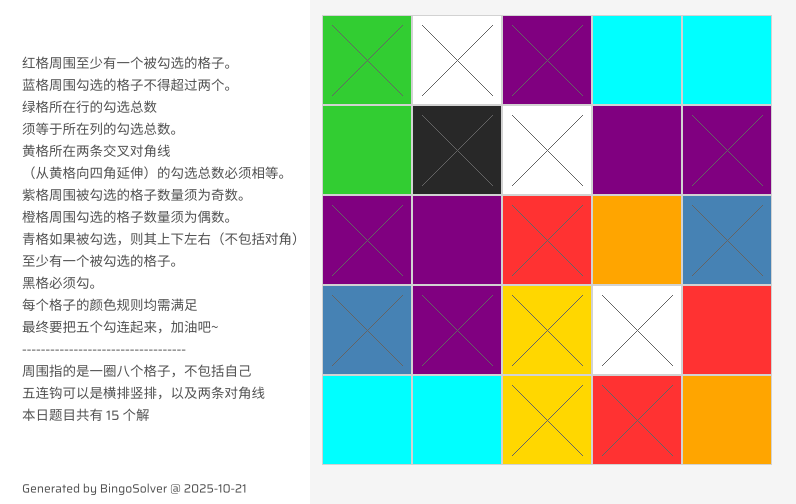 红格周围至少有一个被勾选的格子。
蓝格周围勾选的格子不得超过两个。
绿格所在行的勾选总数
须等于所在列的勾选总数。
黄格所在两条交叉对角线
（从黄格向四角延伸）的勾选总数必须相等。
紫格周围被勾选的格子数量须为奇数。
橙格周围勾选的格子数量须为偶数。
青格如果被勾选，则其上下左右（不包括对角）
至少有一个被勾选的格子。
黑格必须勾。
每个格子的颜色规则均需满足
最终要把五个勾连起来，加油吧~
-----------------------------------
周围指的是一圈八个格子，不包括自己
五连钩可以是横排竖排，以及两条对角线
本日题目共有 15 个解
Generated by BingoSolver @ 2025-10-21